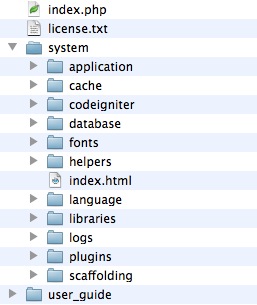 index.php
license.txt
system
application
cache
codeigniter
database
fonts
helpers
index.html
language
libraries
logs
plugins
scaffolding
user_guide